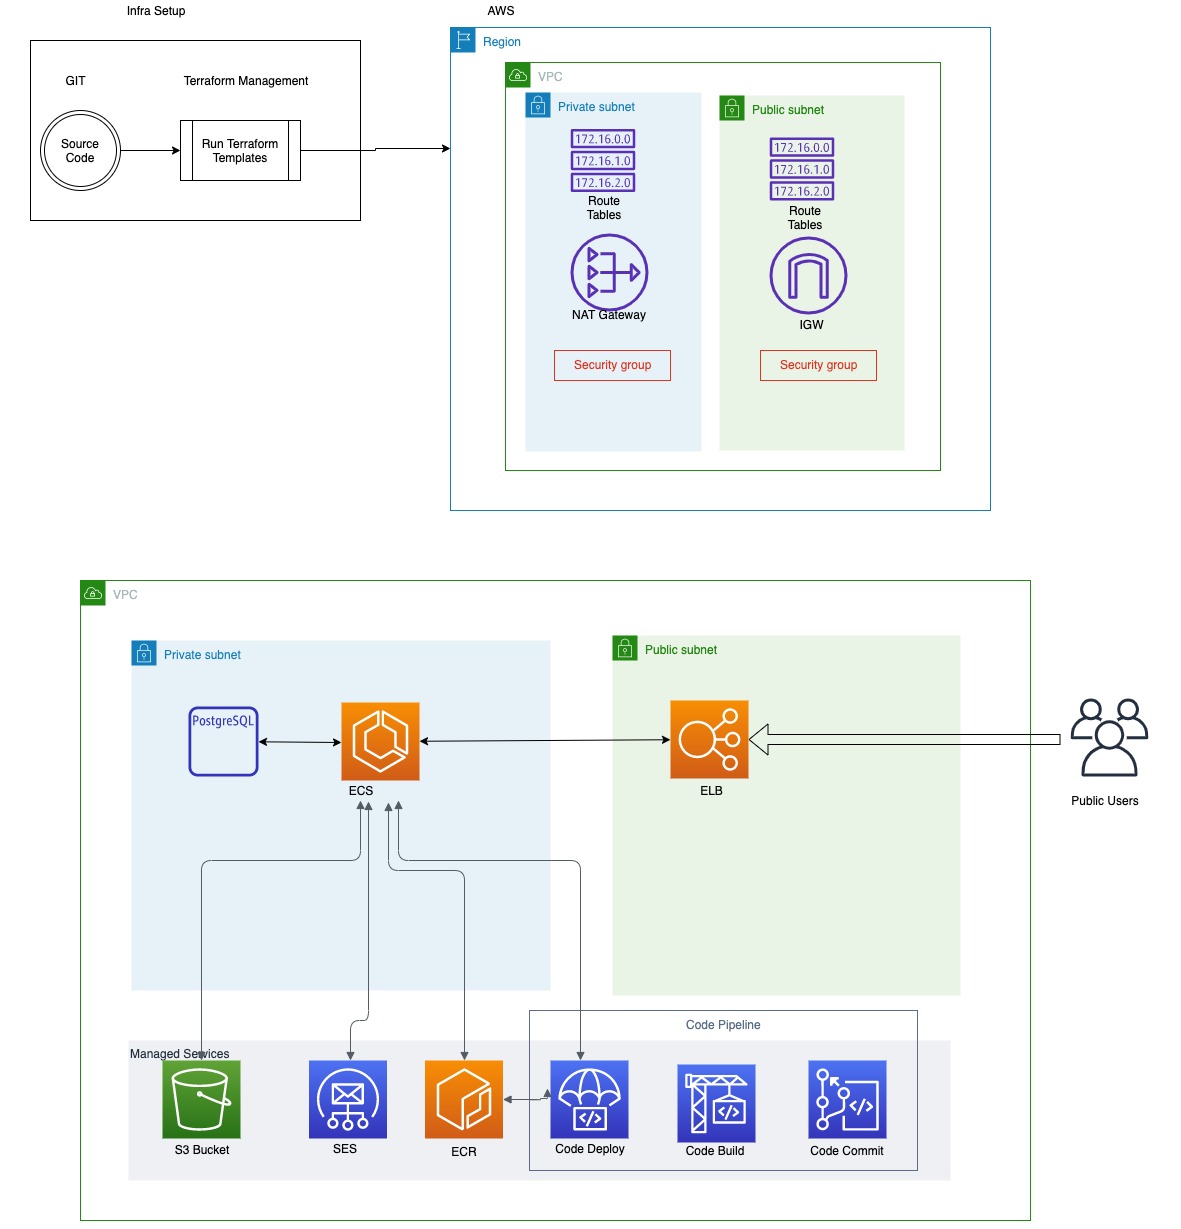 Infra Setup
AWS
GIT
Terraform Management
Source
Code
Run Terraform
Templates
Region
VPC
Private subnet
172.16.0.0
172.16.1.0
172.16.2.0
Route
Tables
NAT Gateway
Security group
Public subnet
172.16.0.0
172.16.1.0
172.16.2.0
Route
Tables
IGW
Security group
VPC
Private subnet
PostgreSQL
ECS
Public subnet
ELB
Public Users
Managed Services
Code Pipeline
S3 Bucket
SES
ECR
Code Deploy
Code Build
Code Commit